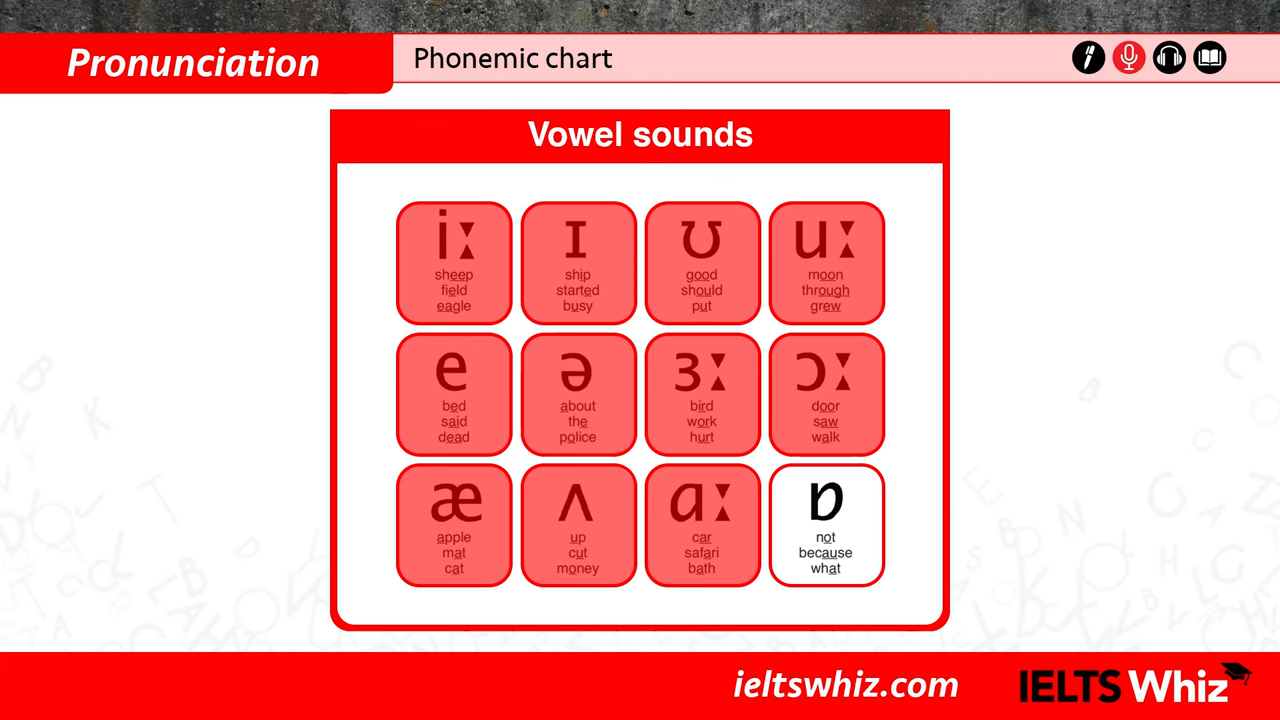 Pronunciation
Phonemic chart
Vowel sounds
iː
sheep
field
eagle
ɪ
ship
started
busy
ʊ
good
should
put
uː
moon
through
grew
e
bed
said
dead
ə
about
the
police
ɜː
bird
work
hurt
ɔː
door
saw
walk
æ
apple
mat
cat
ʌ
up
cut
money
ɑː
car
safari
bath
ɒ
not
because
what
ieltswhiz.com
IELTS Whiz